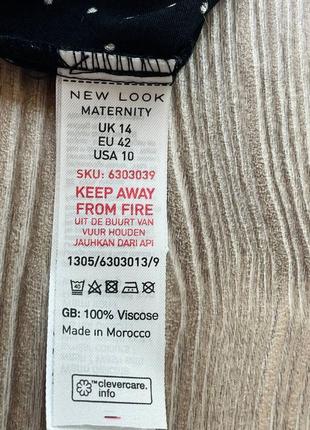 NEW LOOK
MATERNITY
UK 14
EU 42
USA 10
SKU: 6303039
KEEP AWAY
FROM FIRE
UIT DE BUURT VAN
VUUR HOUDEN
JAUHKAN DARI API
1305/6303013/9
40
GB: 100% Viscose
Made in Morocco
clevercare.
info